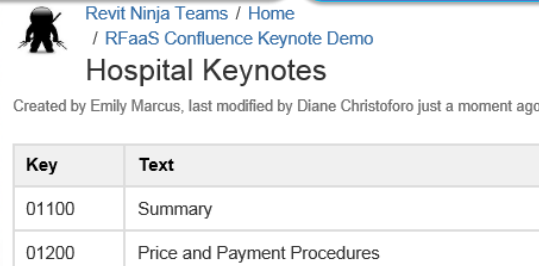 Revit Ninja Teams / Home
/ RFaaS Confluence Keynote Demo
Hospital Keynotes
Created by Emily Marcus, last modified by Diane Christoforo just a moment ago
Key Text
01100 Summary
01200 Price and Payment Procedures